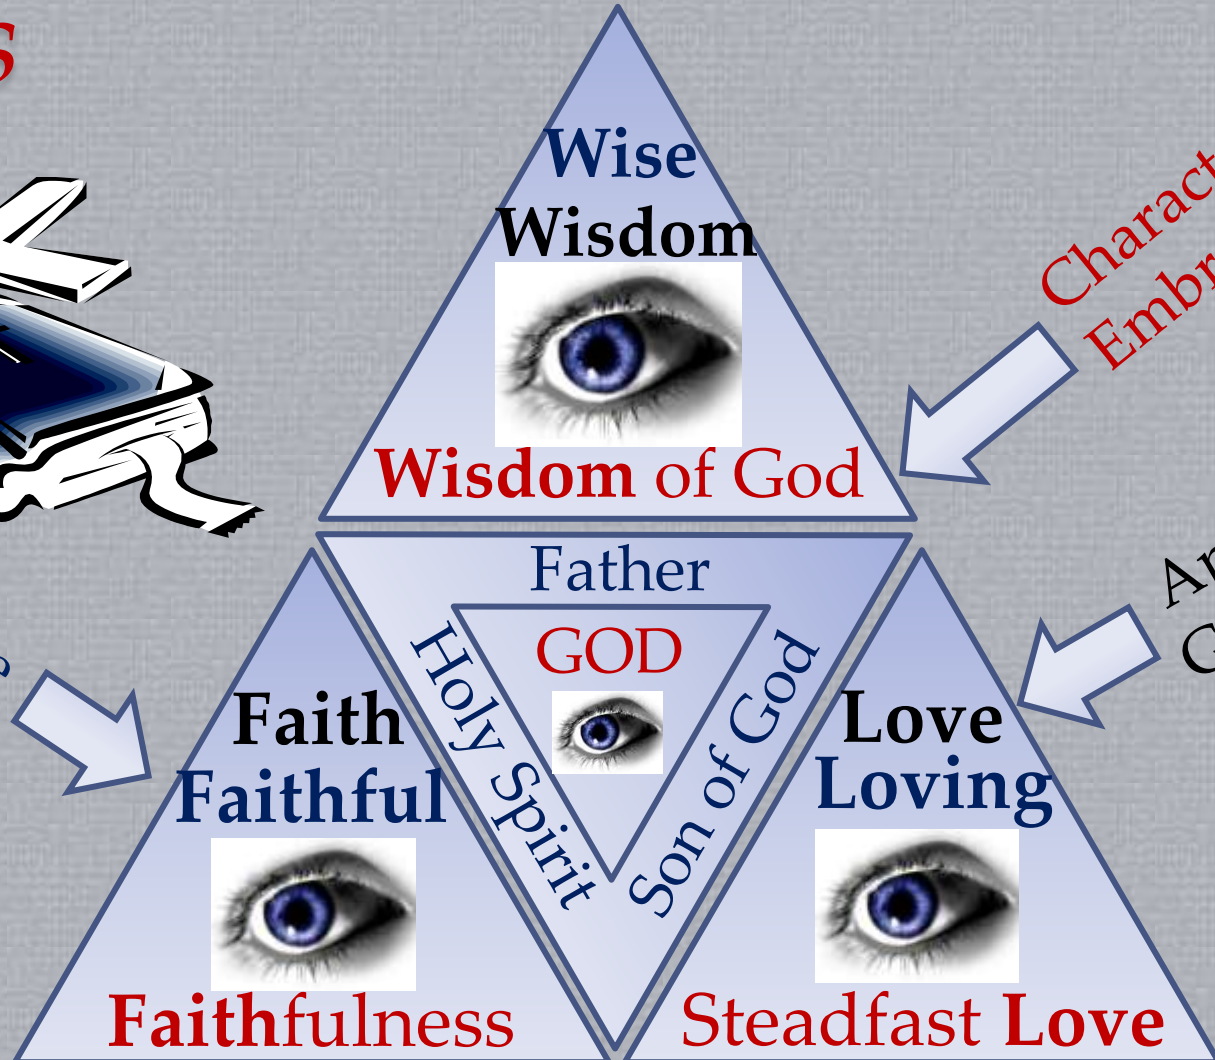 Wise
Wisdom
Wisdom of God
Father
GOD
Holy Spirit
Son of God
Faith
Faithful
Faithfulness
Love
Loving
Steadfast Love